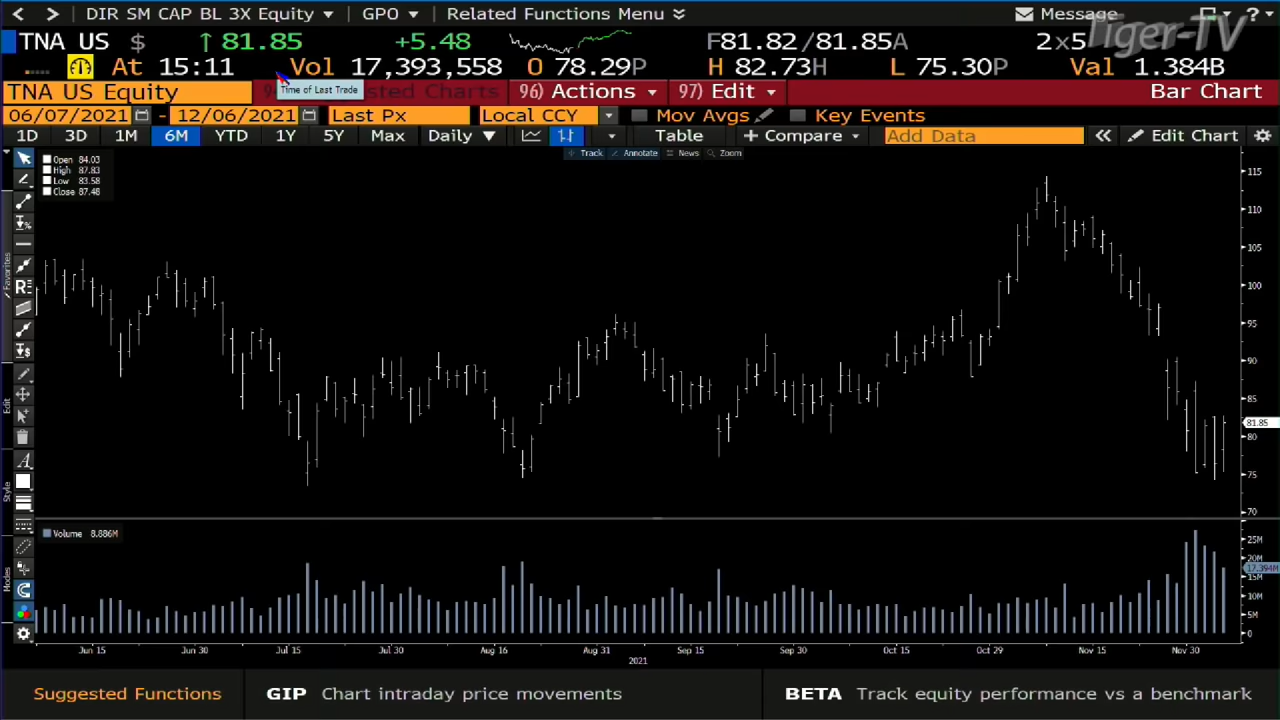 DIR SM CAP BL 3X Equity GPO Related Functions Menu Message ?
Tiger-TV
TNA US $ ↑ 81.85 +5.48 F81.82/81.85A 2x5
At 15:11 Vol 17,393,558 O 78.29P H 82.73H L 75.30P Val 1.384B
Time of Last Trade
TNA US Equity 96) Actions 97) Edit Bar Chart
06/07/2021 - 12/06/2021 Last Px Local CCY Mov Avgs Key Events
1D 3D 1M 6M YTD 1Y 5Y Max Daily Table + Compare Add Data « Edit Chart
Track Annotate News Zoom
Open 84.03
High 87.83
Low 83.58
Close 87.48
115
110
105
100
95
90
85
81.85
80
75
70
Favorites
Edit
Style
Modes
Volume 8.886M
25M
20M
17.394M
15M
10M
5M
0
Jun 15 Jun 30 Jul 15 Jul 30 Aug 16 Aug 31 Sep 15 Sep 30 Oct 15 Oct 29 Nov 15 Nov 30
2021
Suggested Functions GIP Chart intraday price movements BETA Track equity performance vs a benchmark